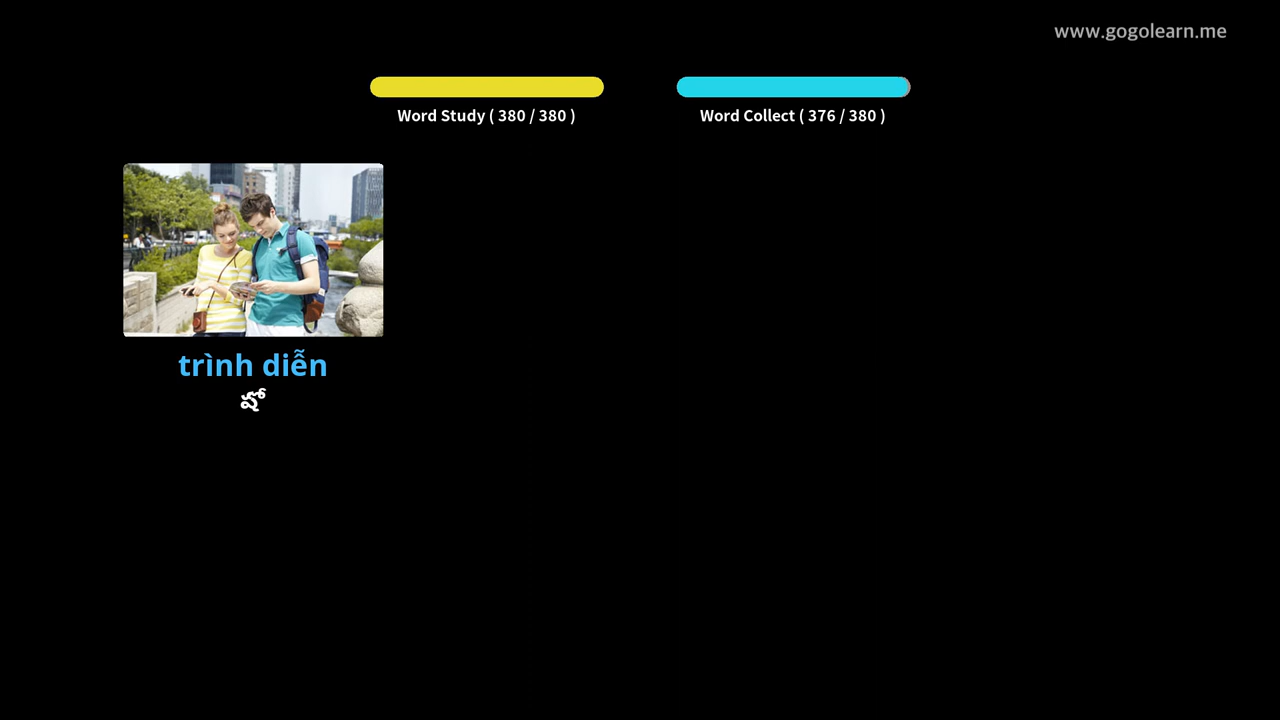 www.gogolearn.me
Word Study ( 380 / 380 )
Word Collect ( 376 / 380 )
trình diễn
షో